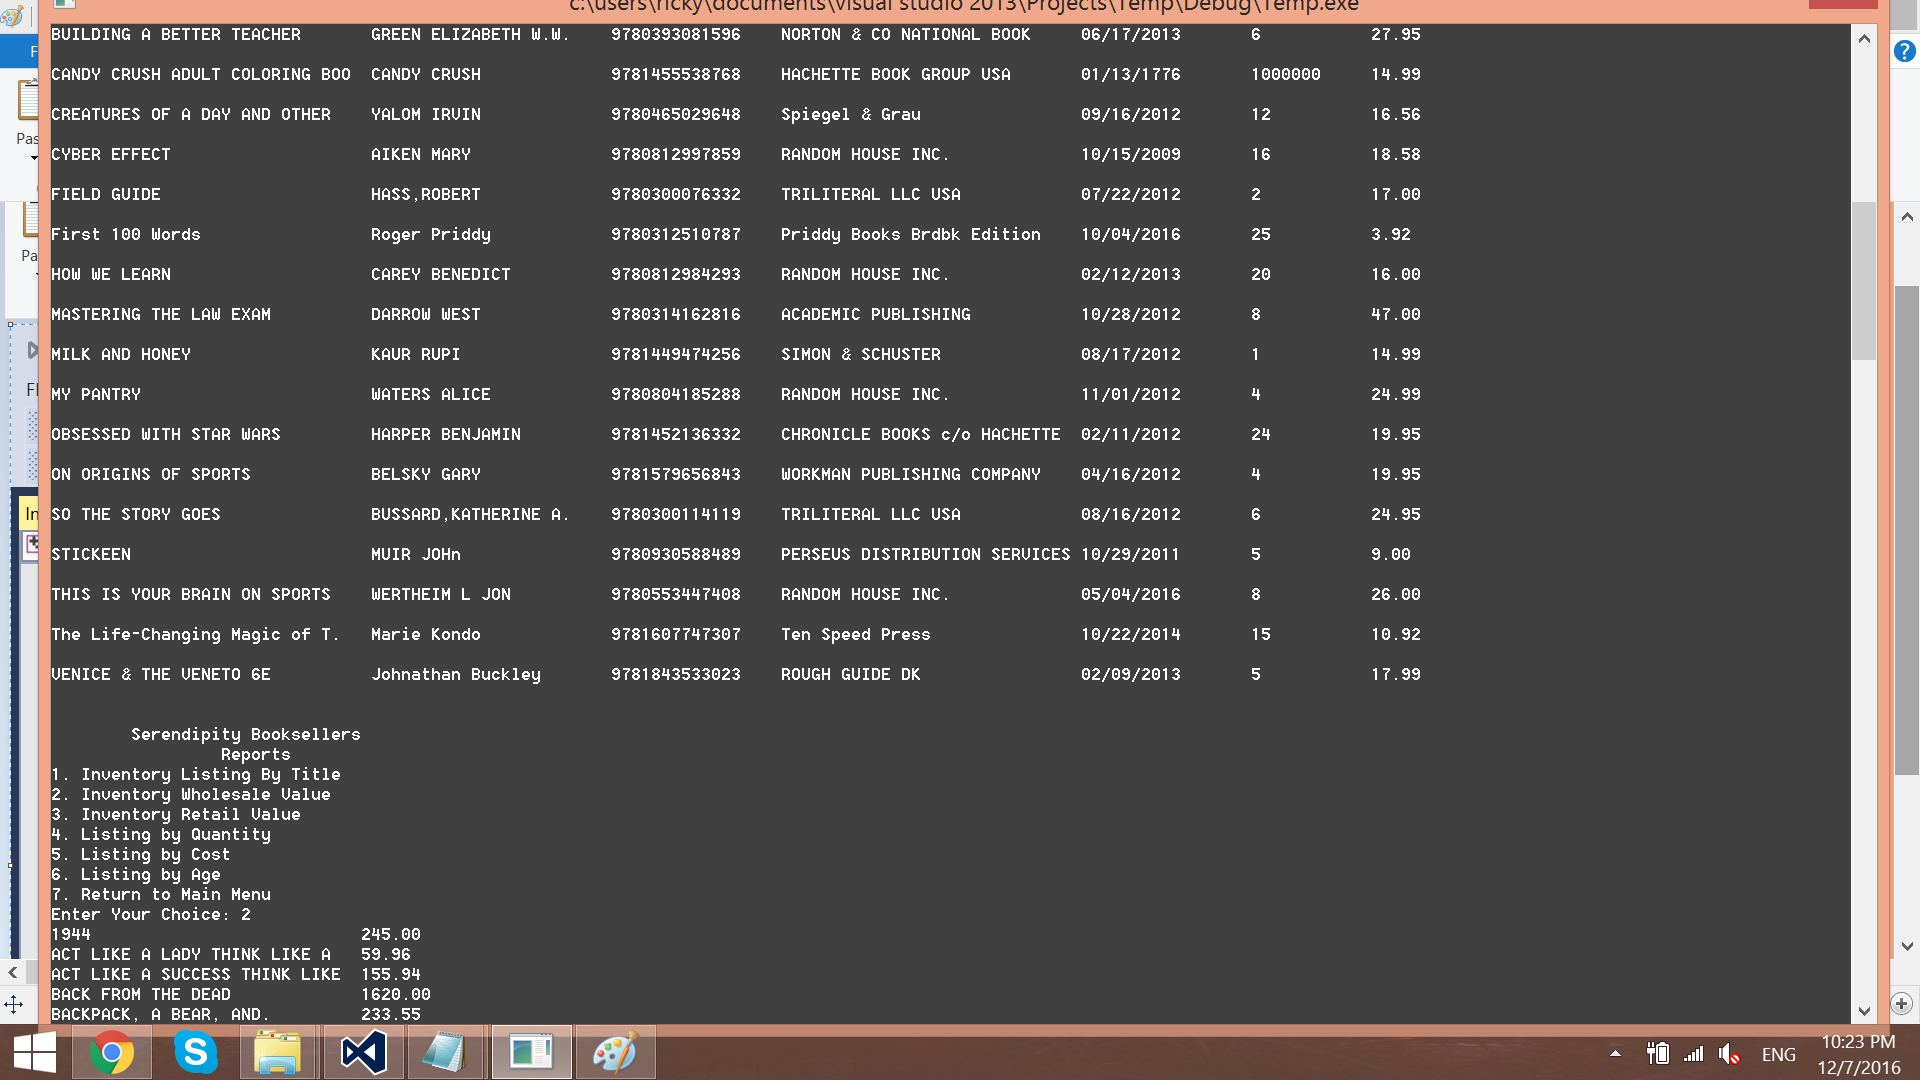 c:\users\ricky\documents\visual studio 2013\Projects\Temp\Debug\Temp.exe
BUILDING A BETTER TEACHER GREEN ELIZABETH W.W. 9780393081596 NORTON & CO NATIONAL BOOK 06/17/2013 6 27.95
CANDY CRUSH ADULT COLORING BOO CANDY CRUSH 9781455538768 HACHETTE BOOK GROUP USA 01/13/1776 1000000 14.99
CREATURES OF A DAY AND OTHER YALOM IRVIN 9780465029648 Spiegel & Grau 09/16/2012 12 16.56
Pas
CYBER EFFECT AIKEN MARY 9780812997859 RANDOM HOUSE INC. 10/15/2009 16 18.58
FIELD GUIDE HASS,ROBERT 9780300076332 TRILITERAL LLC USA 07/22/2012 2 17.00
First 100 Words Roger Priddy 9780312510787 Priddy Books Brdbk Edition 10/04/2016 25 3.92
Pa
HOW WE LEARN CAREY BENEDICT 9780812984293 RANDOM HOUSE INC. 02/12/2013 20 16.00
MASTERING THE LAW EXAM DARROW WEST 9780314162816 ACADEMIC PUBLISHING 10/28/2012 8 47.00
MILK AND HONEY KAUR RUPI 9781449474256 SIMON & SCHUSTER 08/17/2012 1 14.99
MY PANTRY WATERS ALICE 9780804185288 RANDOM HOUSE INC. 11/01/2012 4 24.99
OBSESSED WITH STAR WARS HARPER BENJAMIN 9781452136332 CHRONICLE BOOKS c/o HACHETTE 02/11/2012 24 19.95
ON ORIGINS OF SPORTS BELSKY GARY 9781579656843 WORKMAN PUBLISHING COMPANY 04/16/2012 4 19.95
In
SO THE STORY GOES BUSSARD,KATHERINE A. 9780300114119 TRILITERAL LLC USA 08/16/2012 6 24.95
STICKEEN MUIR JOHn 9780930588489 PERSEUS DISTRIBUTION SERVICES 10/29/2011 5 9.00
THIS IS YOUR BRAIN ON SPORTS WERTHEIM L JON 9780553447408 RANDOM HOUSE INC. 05/04/2016 8 26.00
The Life-Changing Magic of T. Marie Kondo 9781607747307 Ten Speed Press 10/22/2014 15 10.92
VENICE & THE VENETO 6E Johnathan Buckley 9781843533023 ROUGH GUIDE DK 02/09/2013 5 17.99
Serendipity Booksellers
Reports
1. Inventory Listing By Title
2. Inventory Wholesale Value
3. Inventory Retail Value
4. Listing by Quantity
5. Listing by Cost
6. Listing by Age
7. Return to Main Menu
Enter Your Choice: 2
1944 245.00
ACT LIKE A LADY THINK LIKE A 59.96
ACT LIKE A SUCCESS THINK LIKE 155.94
BACK FROM THE DEAD 1620.00
BACKPACK, A BEAR, AND. 233.55
ENG
10:23 PM
12/7/2016